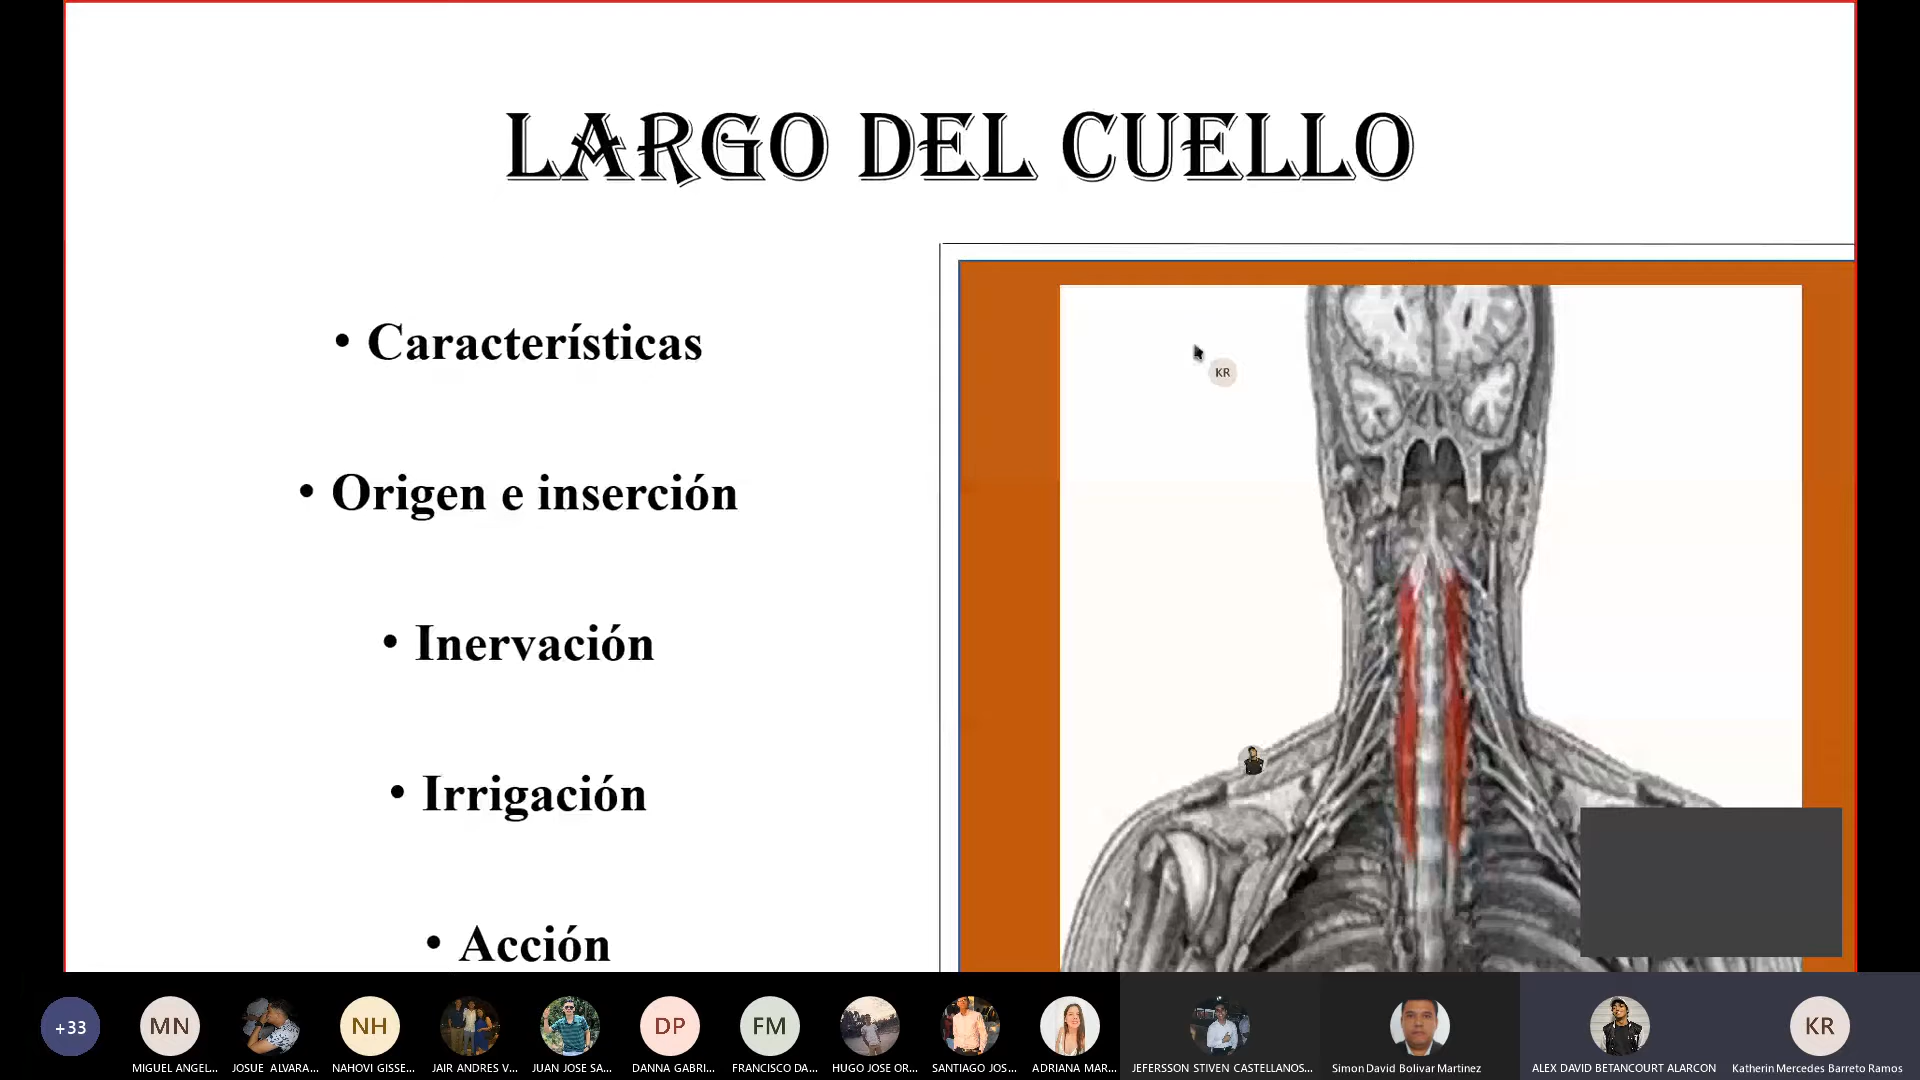 LARGO DEL CUELLO
• Características
• Origen e inserción
• Inervación
• Irrigación
• Acción
KR
+33
MN
NH
DP
FM
KR
MIGUEL ANGEL...
JOSUE ALVARA...
NAHOVI GISSE...
JAIR ANDRES V...
JUAN JOSE SA...
DANNA GABRI...
FRANCISCO DA...
HUGO JOSE OR...
SANTIAGO JOS...
ADRIANA MAR...
JEFERSSON STIVEN CASTELLANOS...
Simon David Bolivar Martinez
ALEX DAVID BETANCOURT ALARCON
Katherin Mercedes Barreto Ramos